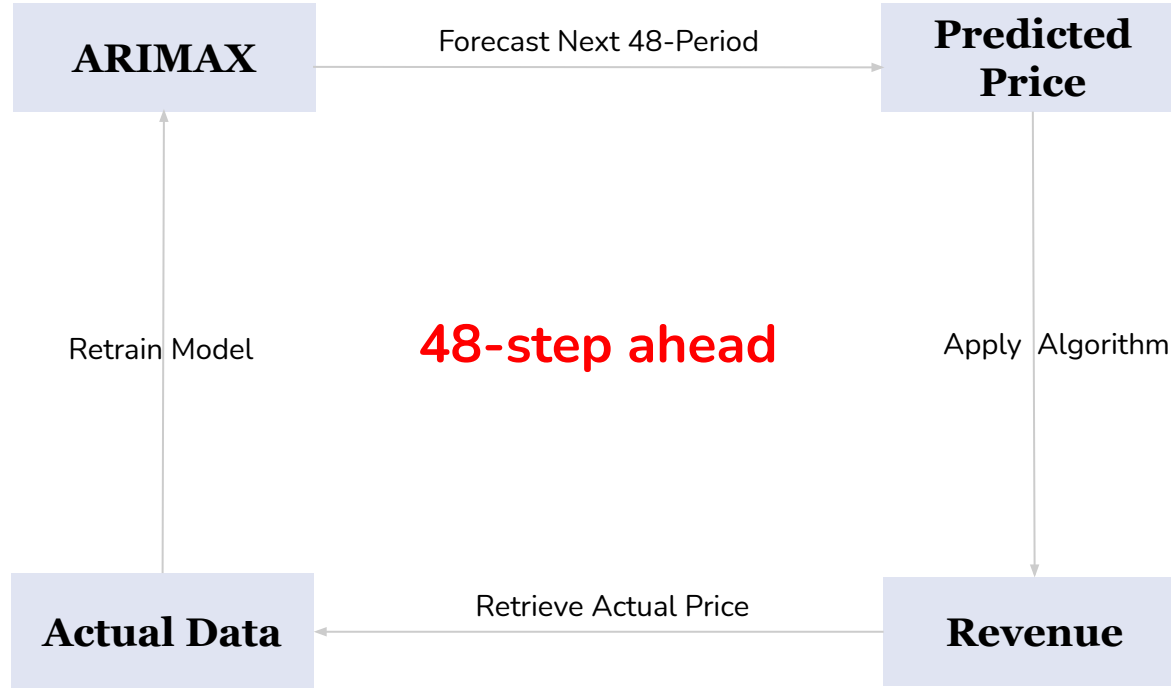 ARIMAX
Forecast Next 48-Period
Predicted
Price
Retrain Model
48-step ahead
Apply Algorithm
Actual Data
Retrieve Actual Price
Revenue